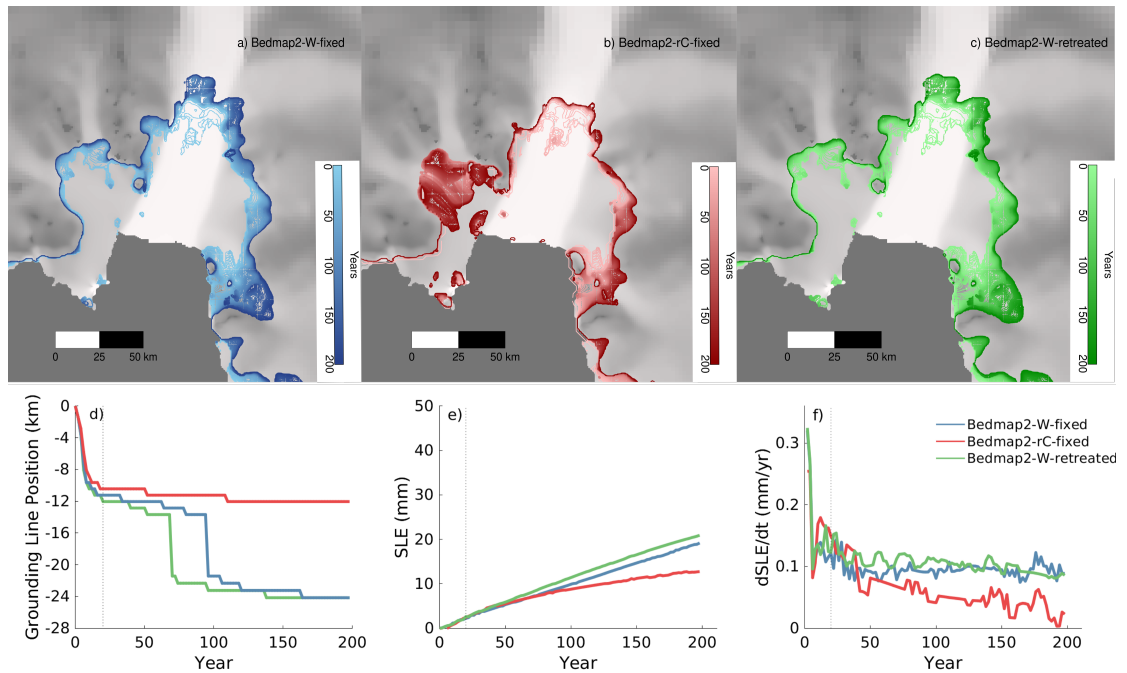 a) Bedmap2-W-fixed
b) Bedmap2-rC-fixed
c) Bedmap2-W-retreated
0
50
100
150
200
Years
0
50
100
150
200
Years
0
50
100
150
200
Years
0 25 50 km
0 25 50 km
0 25 50 km
d)
Grounding Line Position (km)
0
-4
-8
-12
-16
-20
-24
-28
0 50 100 150 200
Year
e)
SLE (mm)
50
40
30
20
10
0
0 50 100 150 200
Year
f)
dSLE/dt (mm/yr)
0.3
0.2
0.1
0
0 50 100 150 200
Year
Bedmap2-W-fixed
Bedmap2-rC-fixed
Bedmap2-W-retreated